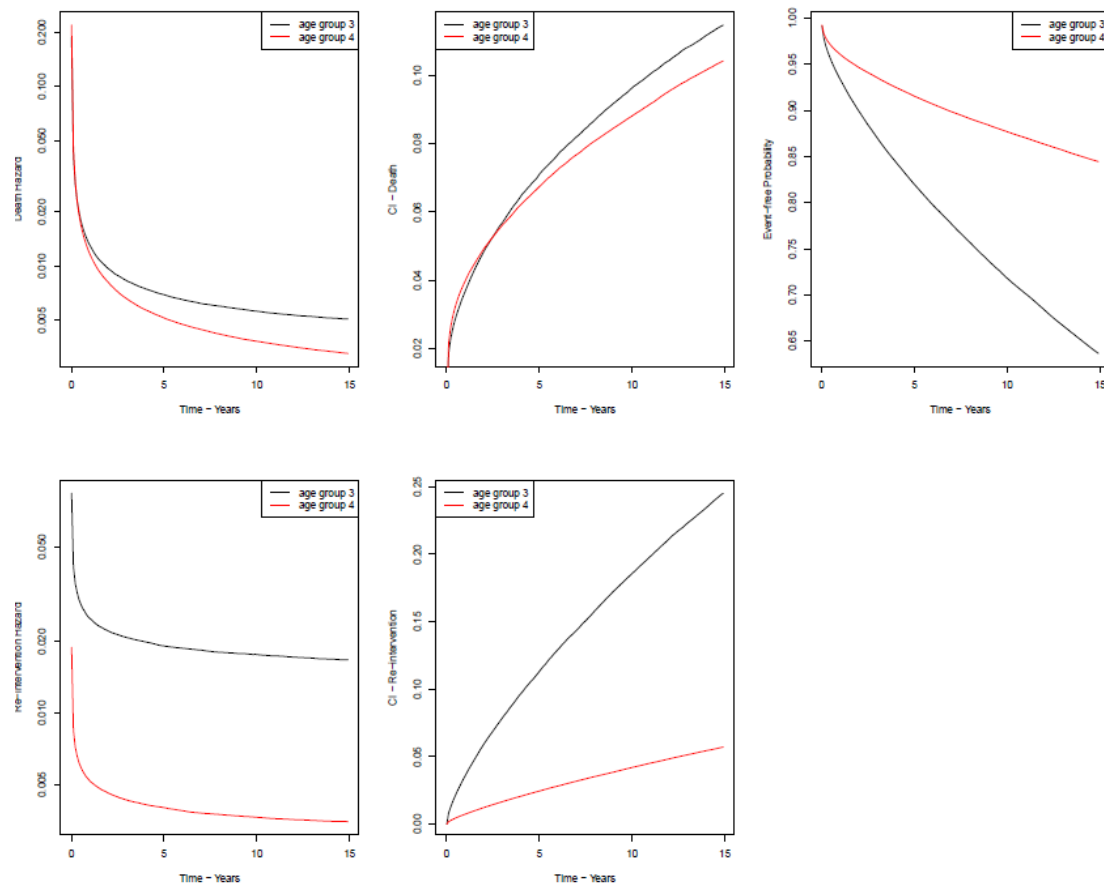 age group 3
age group 4
Death Hazard
0.200
0.100
0.050
0.020
0.010
0.005
0
5
10
15
Time − Years
age group 3
age group 4
CI − Death
0.10
0.08
0.06
0.04
0.02
0
5
10
15
Time − Years
age group 3
age group 4
Event−free Probability
1.00
0.95
0.90
0.85
0.80
0.75
0.70
0.65
0
5
10
15
Time − Years
age group 3
age group 4
Re−intervention Hazard
0.050
0.020
0.010
0.005
0
5
10
15
Time − Years
age group 3
age group 4
CI − Re−intervention
0.25
0.20
0.15
0.10
0.05
0.00
0
5
10
15
Time − Years